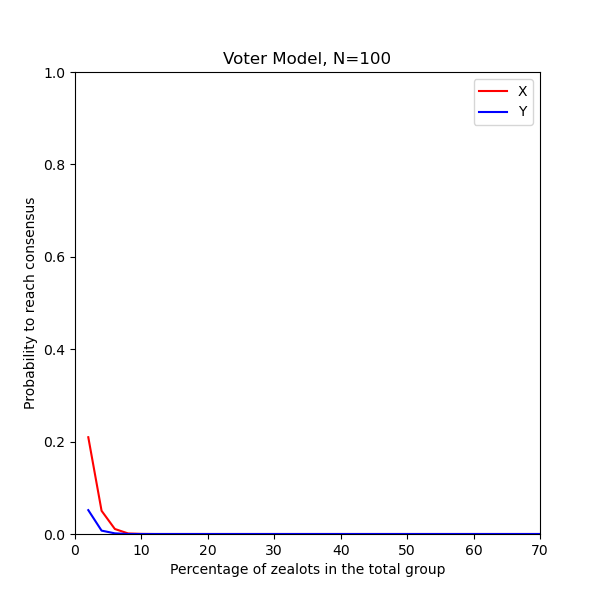 Voter Model, N=100
X
Y
Probability to reach consensus
1.0
0.8
0.6
0.4
0.2
0.0
0 10 20 30 40 50 60 70
Percentage of zealots in the total group